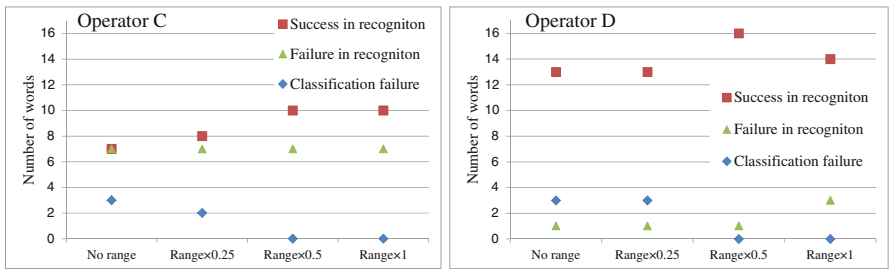 Operator C
Success in recogniton
Failure in recogniton
Classification failure
Number of words
16
14
12
10
8
6
4
2
0
No range Range×0.25 Range×0.5 Range×1
Operator D
Success in recogniton
Failure in recogniton
Classification failure
Number of words
16
14
12
10
8
6
4
2
0
No range Range×0.25 Range×0.5 Range×1